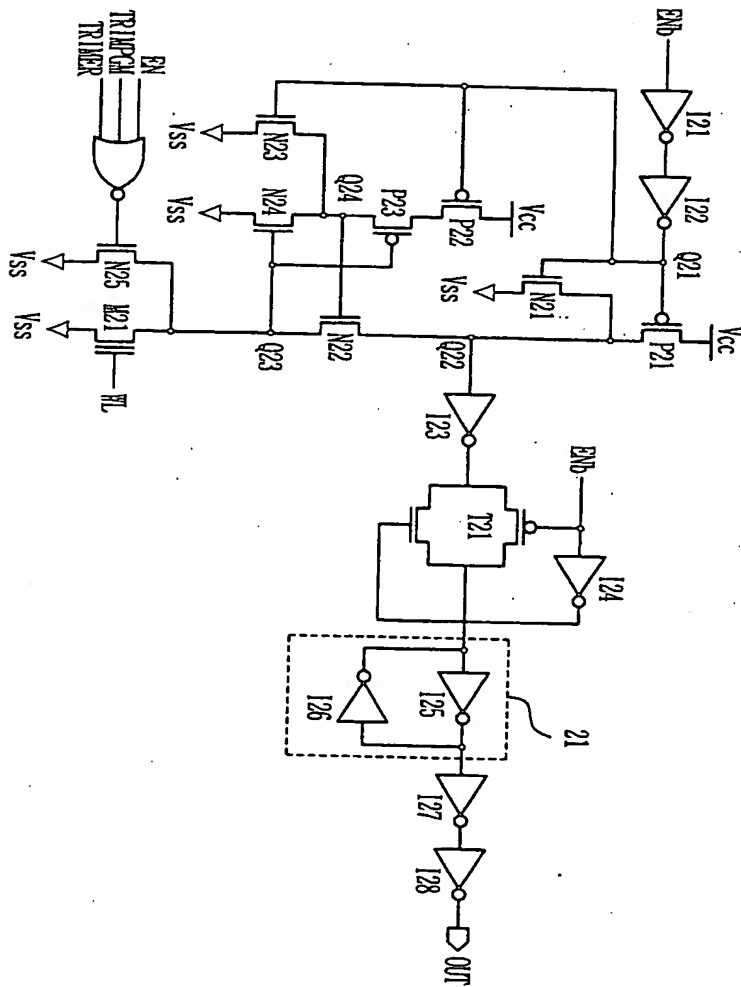 Vcc
ENb
I21
I22
Q21
P21
I24
21
ENb
N21
Vss
Vcc
T21
P22
Q22
I23
I25
I27
I28
OUT
P23
Q24
N22
I26
N23
N24
Q23
Vss
Vss
EN
TRIMPGM
TRIMER
N25
M21
WL
Vss
Vss